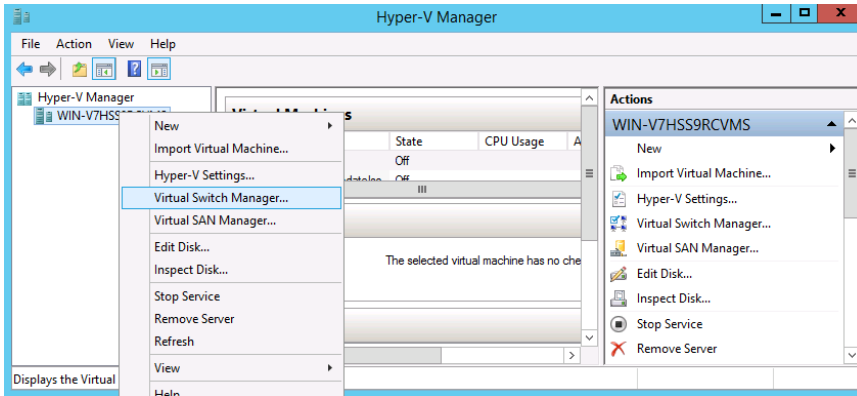 Hyper-V Manager
x
File Action View Help
?
Hyper-V Manager
WIN-V7HSS9RCVMS
New
Import Virtual Machine...
Hyper-V Settings...
Virtual Switch Manager...
Virtual SAN Manager...
Edit Disk...
Inspect Disk...
Stop Service
Remove Server
Refresh
View
Help
State CPU Usage A
Off
Off
The selected virtual machine has no che
Actions
WIN-V7HSS9RCVMS
New
Import Virtual Machine...
Hyper-V Settings...
Virtual Switch Manager...
Virtual SAN Manager...
Edit Disk...
Inspect Disk...
Stop Service
Remove Server
Displays the Virtual